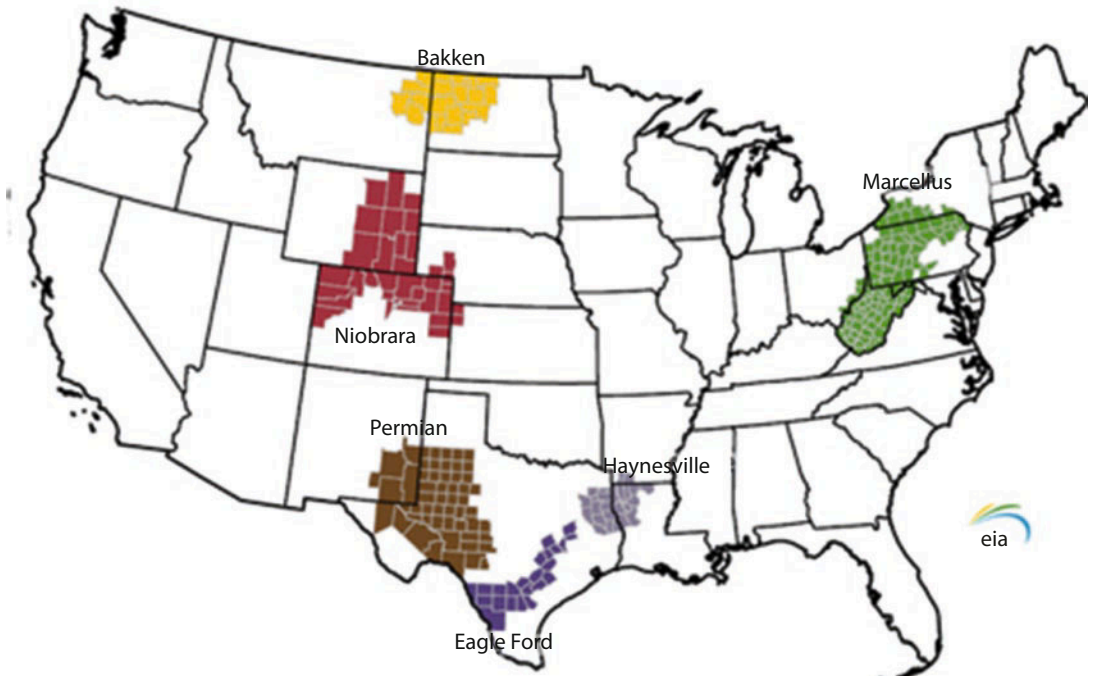 Bakken
Marcellus
Niobrara
Permian
Haynesville
eia
Eagle Ford